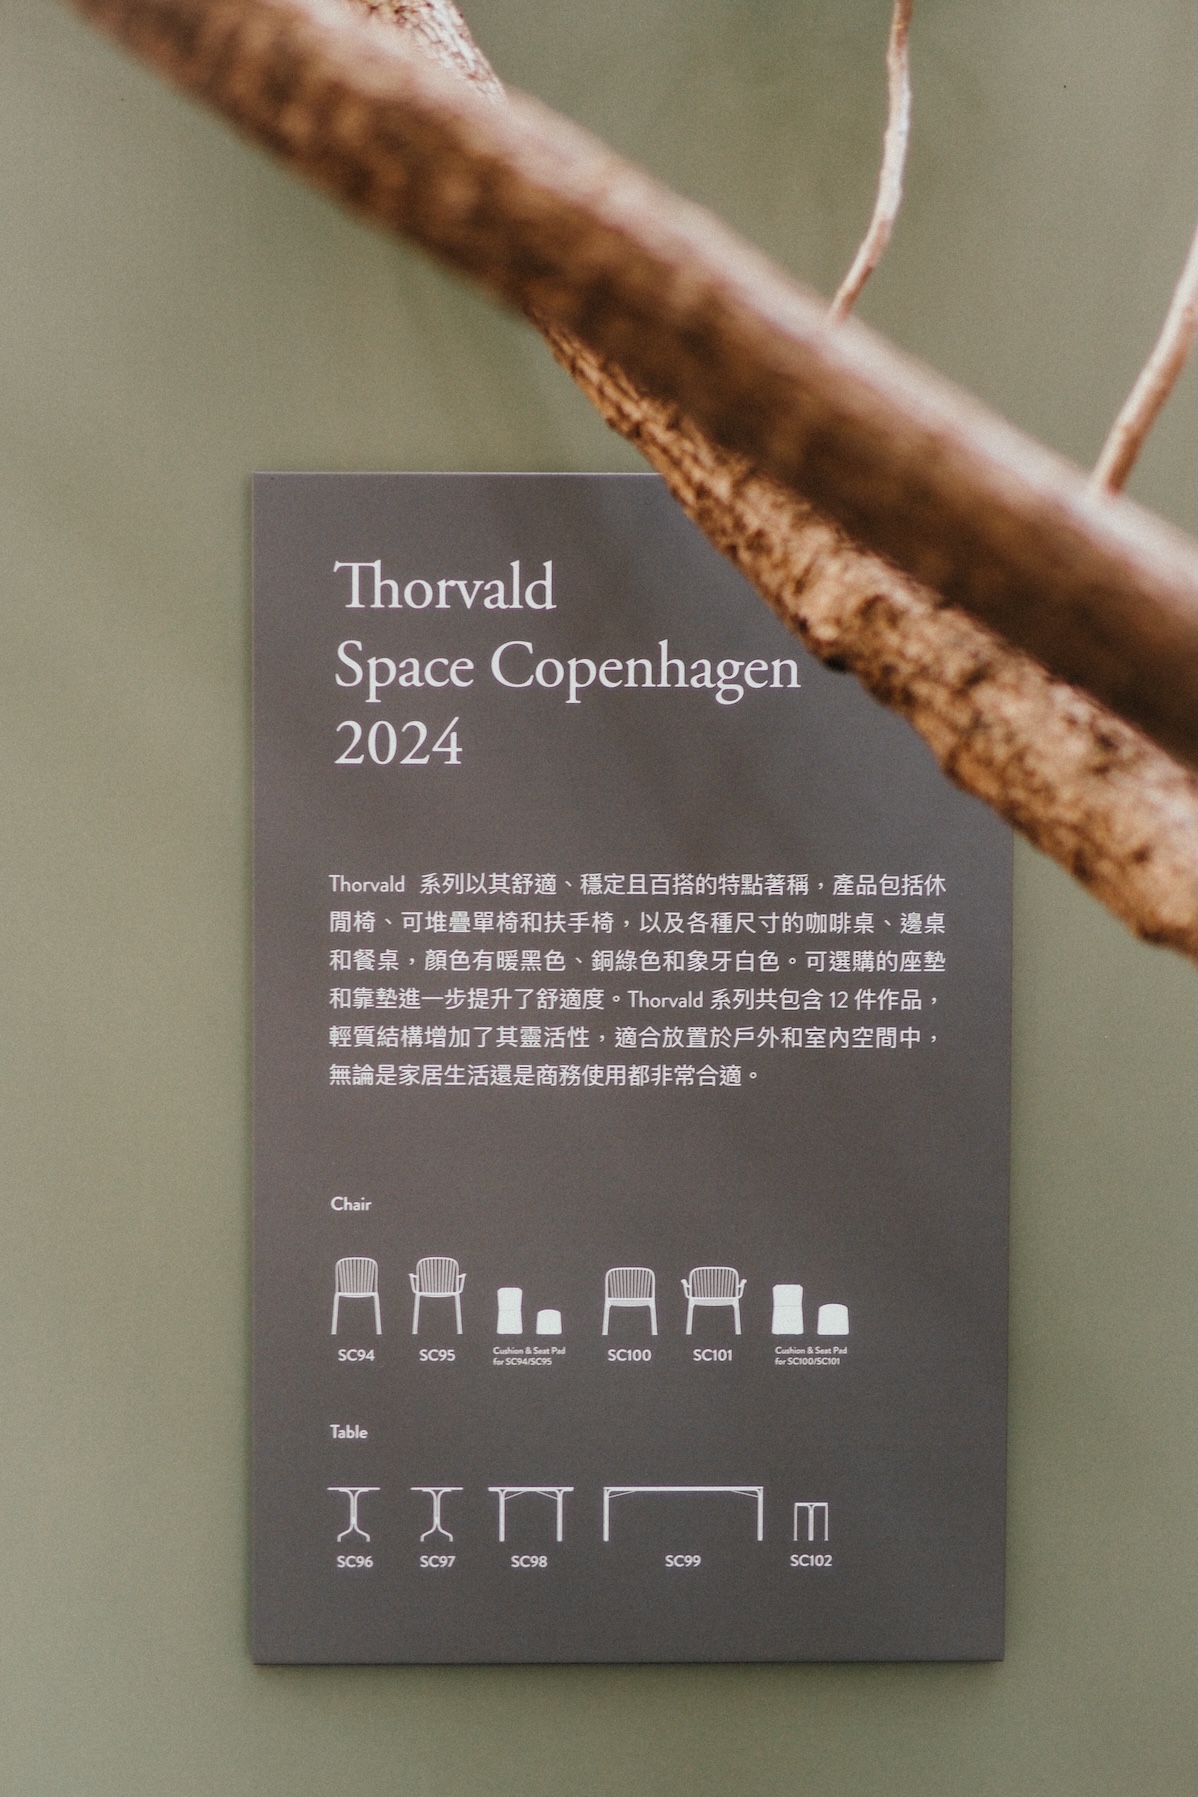 Thorvald
Space Copenhagen
2024
Thorvald 系列以其舒適、穩定且百搭的特點著稱，產品包括休
閒椅、可堆疊單椅和扶手椅，以及各種尺寸的咖啡桌、邊桌
和餐桌，顏色有暖黑色、銅綠色和象牙白色。可選購的座墊
和靠墊進一步提升了舒適度。Thorvald 系列共包含 12 件作品，
輕質結構增加了其靈活性，適合放置於戶外和室內空間中，
無論是家居生活還是商務使用都非常合適。
Chair
SC94 SC95 Cushion & Seat Pad SC100 SC101 Cushion & Seat Pad
for SC94/SC95 for SC100/SC101
Table
SC96 SC97 SC98 SC99 SC102